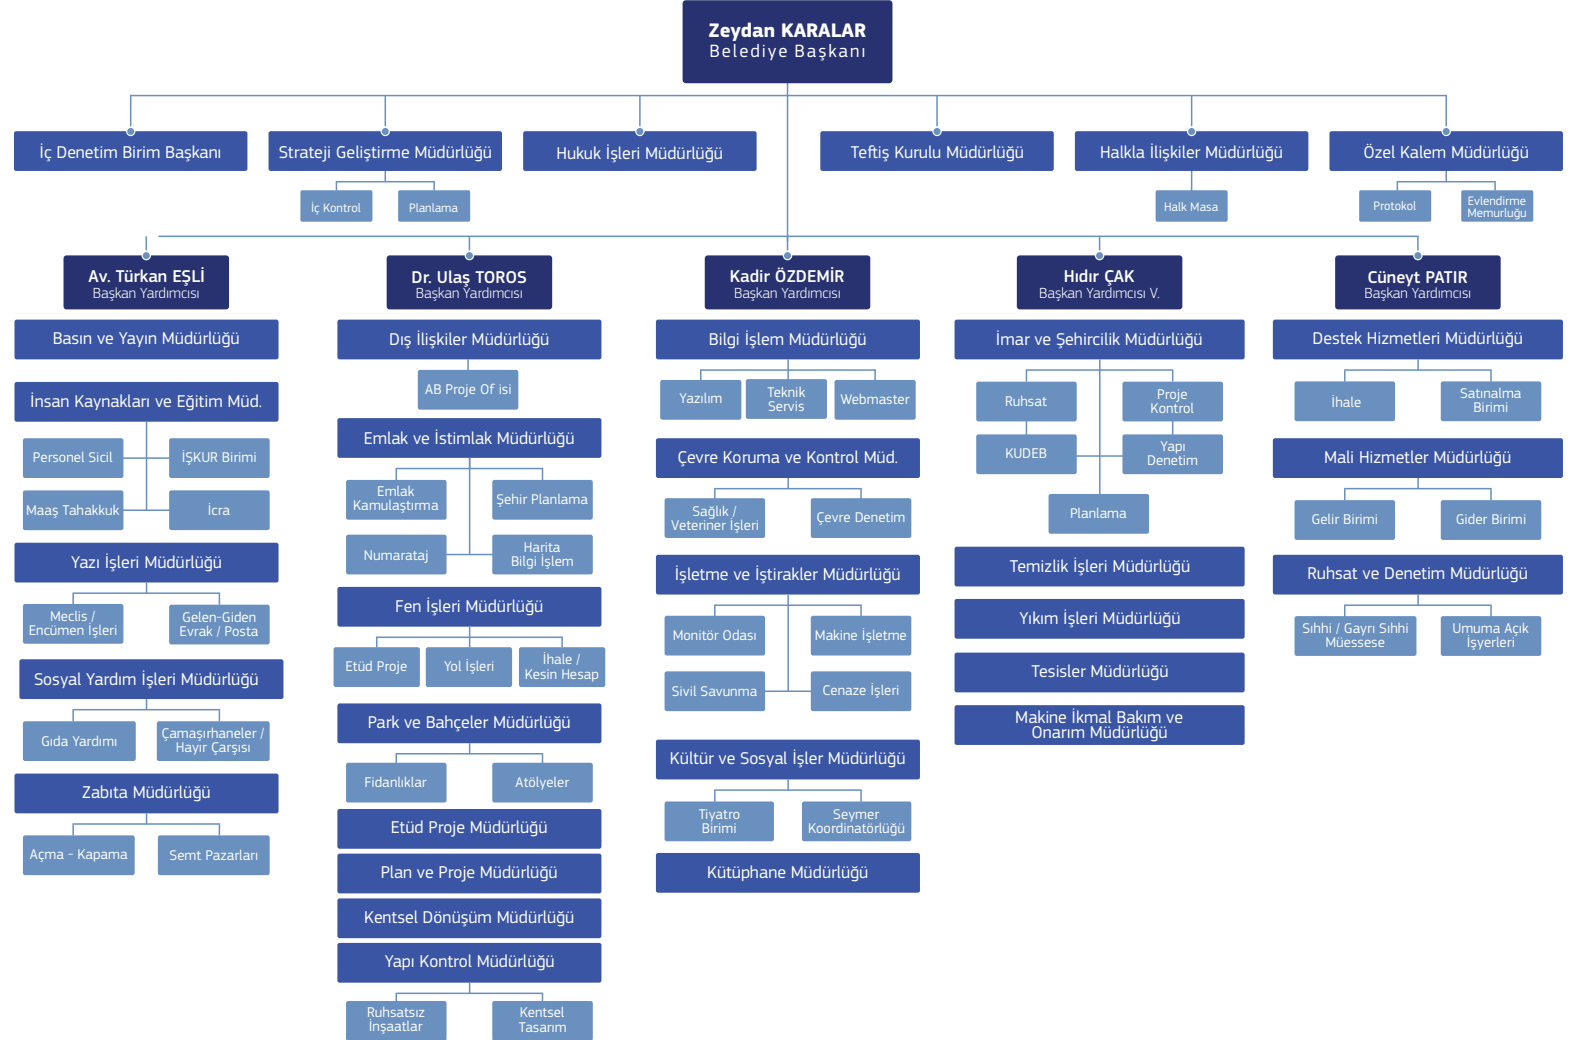 Zeydan KARALAR
Belediye Başkanı
İç Denetim Birim Başkanı
Strateji Geliştirme Müdürlüğü
İç Kontrol
Planlama
Hukuk İşleri Müdürlüğü
Teftiş Kurulu Müdürlüğü
Halkla İlişkiler Müdürlüğü
Halk Masa
Özel Kalem Müdürlüğü
Protokol
Evlendirme
Memurluğu
Av. Türkan EŞLİ
Başkan Yardımcısı
Basın ve Yayın Müdürlüğü
İnsan Kaynakları ve Eğitim Müd.
Personel Sicil
İŞKUR Birimi
Maaş Tahakkuk
İcra
Yazı İşleri Müdürlüğü
Meclis /
Encümen İşleri
Gelen-Giden
Evrak / Posta
Sosyal Yardım İşleri Müdürlüğü
Gıda Yardımı
Çamaşırhaneler /
Hayır Çarşısı
Zabıta Müdürlüğü
Açma - Kapama
Semt Pazarları
Dr. Ulaş TOROS
Başkan Yardımcısı
Dış İlişkiler Müdürlüğü
AB Proje Of isi
Emlak ve İstimlak Müdürlüğü
Emlak
Kamulaştırma
Şehir Planlama
Numarataj
Harita
Bilgi İşlem
Fen İşleri Müdürlüğü
Etüd Proje
Yol İşleri
İhale /
Kesin Hesap
Park ve Bahçeler Müdürlüğü
Fidanlıklar
Atölyeler
Etüd Proje Müdürlüğü
Plan ve Proje Müdürlüğü
Kentsel Dönüşüm Müdürlüğü
Yapı Kontrol Müdürlüğü
Ruhsatsız
İnşaatlar
Kentsel
Tasarım
Kadir ÖZDEMİR
Başkan Yardımcısı
Bilgi İşlem Müdürlüğü
Yazılım
Teknik
Servis
Webmaster
Çevre Koruma ve Kontrol Müd.
Sağlık /
Veteriner İşleri
Çevre Denetim
İşletme ve İştirakler Müdürlüğü
Monitör Odası
Makine İşletme
Sivil Savunma
Cenaze İşleri
Kültür ve Sosyal İşler Müdürlüğü
Tiyatro
Birimi
Seymer
Koordinatörlüğü
Kütüphane Müdürlüğü
Hıdır ÇAK
Başkan Yardımcısı V.
İmar ve Şehircilik Müdürlüğü
Ruhsat
Proje
Kontrol
KUDEB
Yapı
Denetim
Planlama
Temizlik İşleri Müdürlüğü
Yıkım İşleri Müdürlüğü
Tesisler Müdürlüğü
Makine İkmal Bakım ve
Onarım Müdürlüğü
Cüneyt PATIR
Başkan Yardımcısı
Destek Hizmetleri Müdürlüğü
İhale
Satınalma
Birimi
Mali Hizmetler Müdürlüğü
Gelir Birimi
Gider Birimi
Ruhsat ve Denetim Müdürlüğü
Sıhhi / Gayrı Sıhhi
Müessese
Umuma Açık
İşyerleri